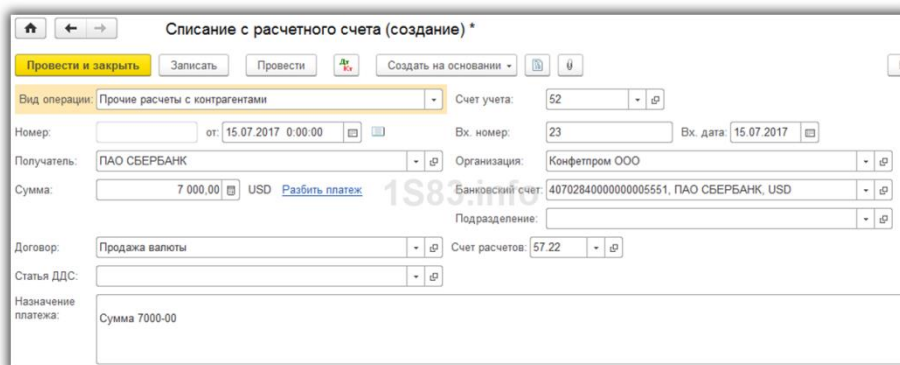 Списание с расчетного счета (создание) *
Провести и закрыть Записать Провести Дт Кт Создать на основании
Вид операции: Прочие расчеты с контрагентами Счет учета: 52
Номер: от: 15.07.2017 0:00:00 Вх. номер: 23 Вх. дата: 15.07.2017
Получатель: ПАО СБЕРБАНК Организация: Конфетпром ООО
Сумма: 7 000,00 USD Разбить платеж Банковский счет: 40702840000000005551, ПАО СБЕРБАНК, USD
1S83.info
Подразделение:
Договор: Продажа валюты Счет расчетов: 57.22
Статья ДДС:
Назначение
платежа:
Сумма 7000-00